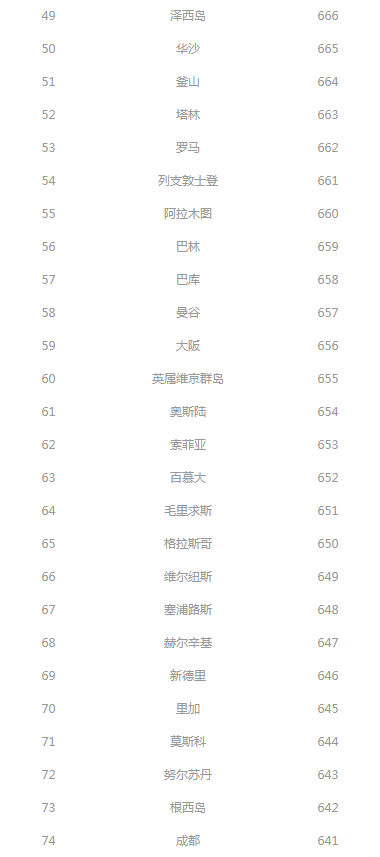 49 泽西岛 666
50 华沙 665
51 釜山 664
52 塔林 663
53 罗马 662
54 列支敦士登 661
55 阿拉木图 660
56 巴林 659
57 巴库 658
58 曼谷 657
59 大阪 656
60 英属维京群岛 655
61 奥斯陆 654
62 索菲亚 653
63 百慕大 652
64 毛里求斯 651
65 格拉斯哥 650
66 维尔纽斯 649
67 塞浦路斯 648
68 赫尔辛基 647
69 新德里 646
70 里加 645
71 莫斯科 644
72 努尔苏丹 643
73 根西岛 642
74 成都 641